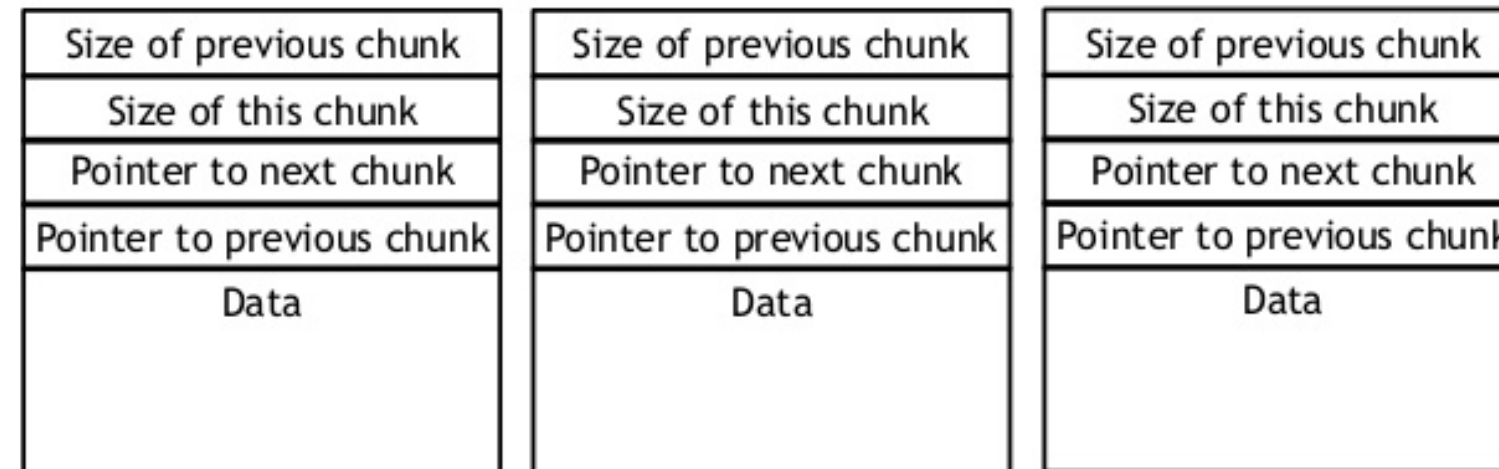 Size of previous chunk
Size of this chunk
Pointer to next chunk
Pointer to previous chunk
Data
Size of previous chunk
Size of this chunk
Pointer to next chunk
Pointer to previous chunk
Data
Size of previous chunk
Size of this chunk
Pointer to next chunk
Pointer to previous chunk
Data